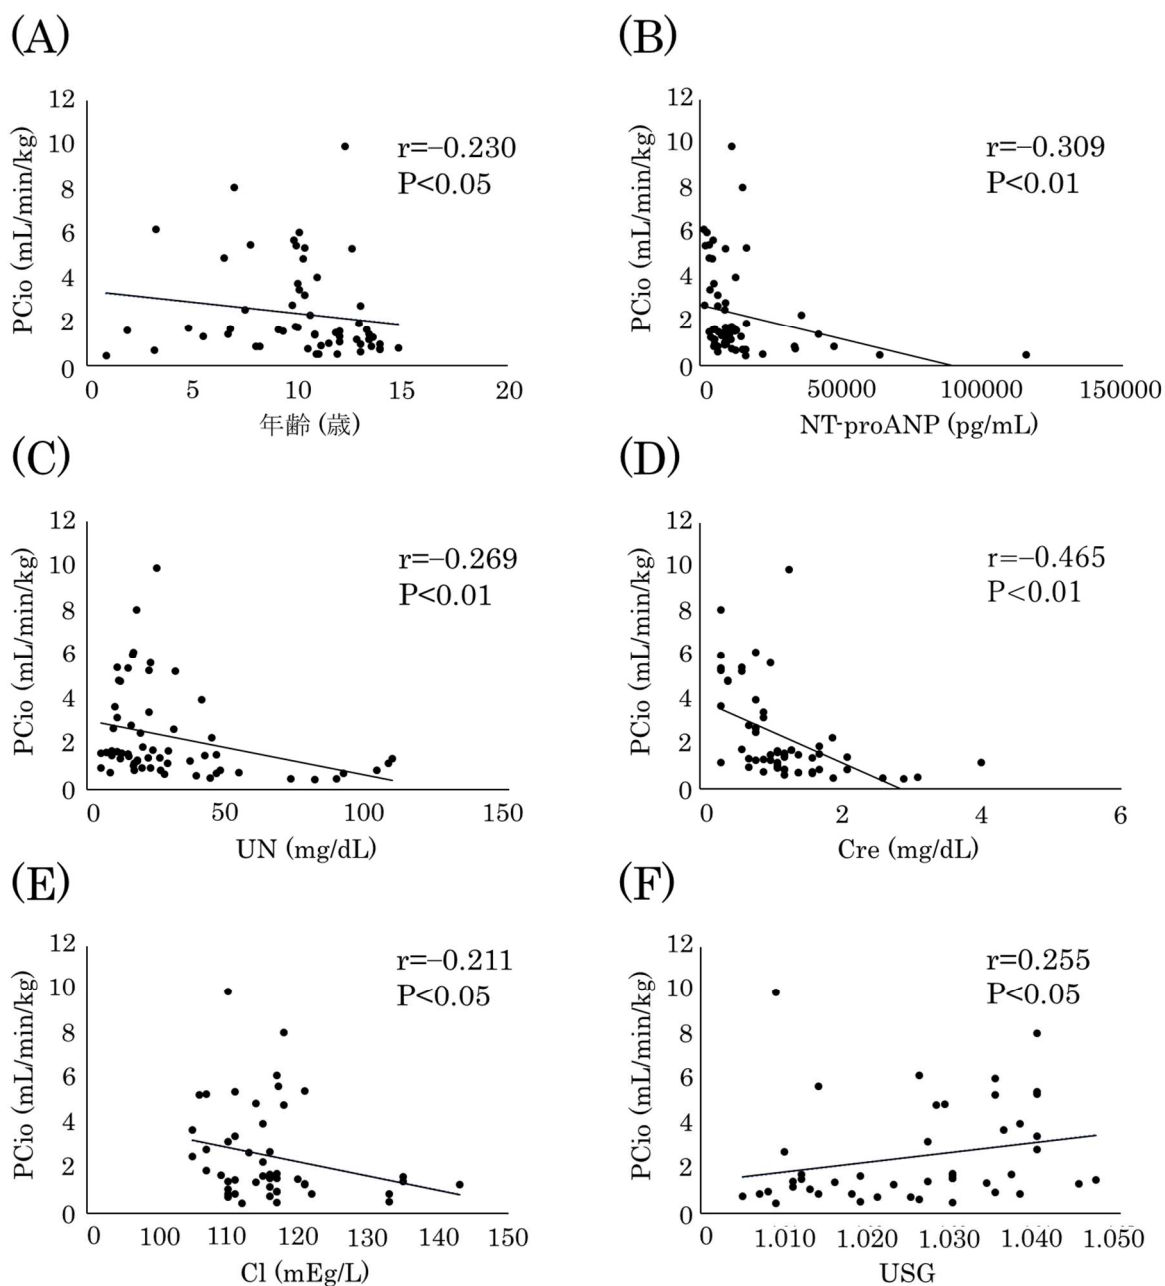 (A)
12
10
8
6
4
2
0
PCio (mL/min/kg)
r=–0.230
P<0.05
0 5 10 15 20
年齢 (歳)
(B)
12
10
8
6
4
2
0
PCio (mL/min/kg)
r=–0.309
P<0.01
0 50000 100000 150000
NT-proANP (pg/mL)
(C)
12
10
8
6
4
2
0
PCio (mL/min/kg)
r=–0.269
P<0.01
0 50 100 150
UN (mg/dL)
(D)
12
10
8
6
4
2
0
PCio (mL/min/kg)
r=–0.465
P<0.01
0 2 4 6
Cre (mg/dL)
(E)
12
10
8
6
4
2
0
PCio (mL/min/kg)
r=–0.211
P<0.05
0 100 110 120 130 140 150
Cl (mEg/L)
(F)
12
10
8
6
4
2
0
PCio (mL/min/kg)
r=0.255
P<0.05
0 1.010 1.020 1.030 1.040 1.050
USG